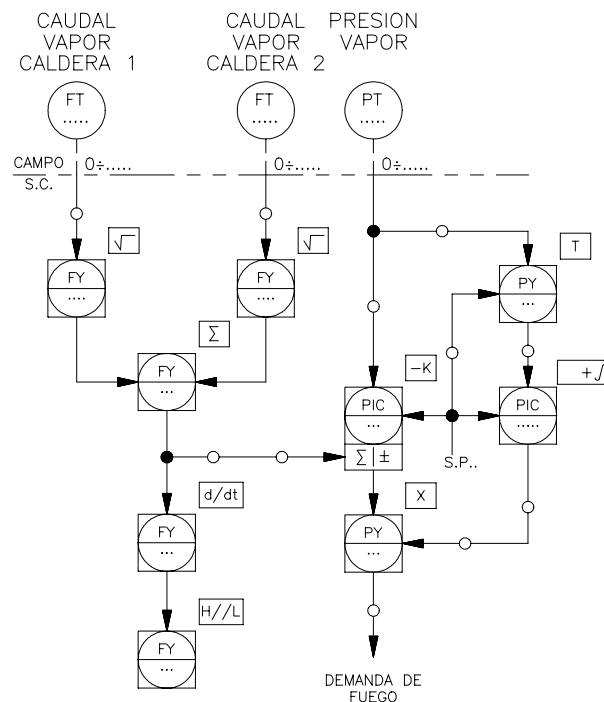 CAUDAL
VAPOR
CALDERA 1
CAUDAL
VAPOR
CALDERA 2
PRESION
VAPOR
FT
.....
FT
.....
PT
.....
CAMPO
S.C.
0÷.....
0÷.....
0÷.....
√
√
T
FY
....
FY
....
PY
...
Σ
FY
...
-K
+∫
PIC
...
PIC
.....
Σ|±
S.P..
d/dt
X
FY
...
PY
...
H//L
FY
...
DEMANDA DE
FUEGO